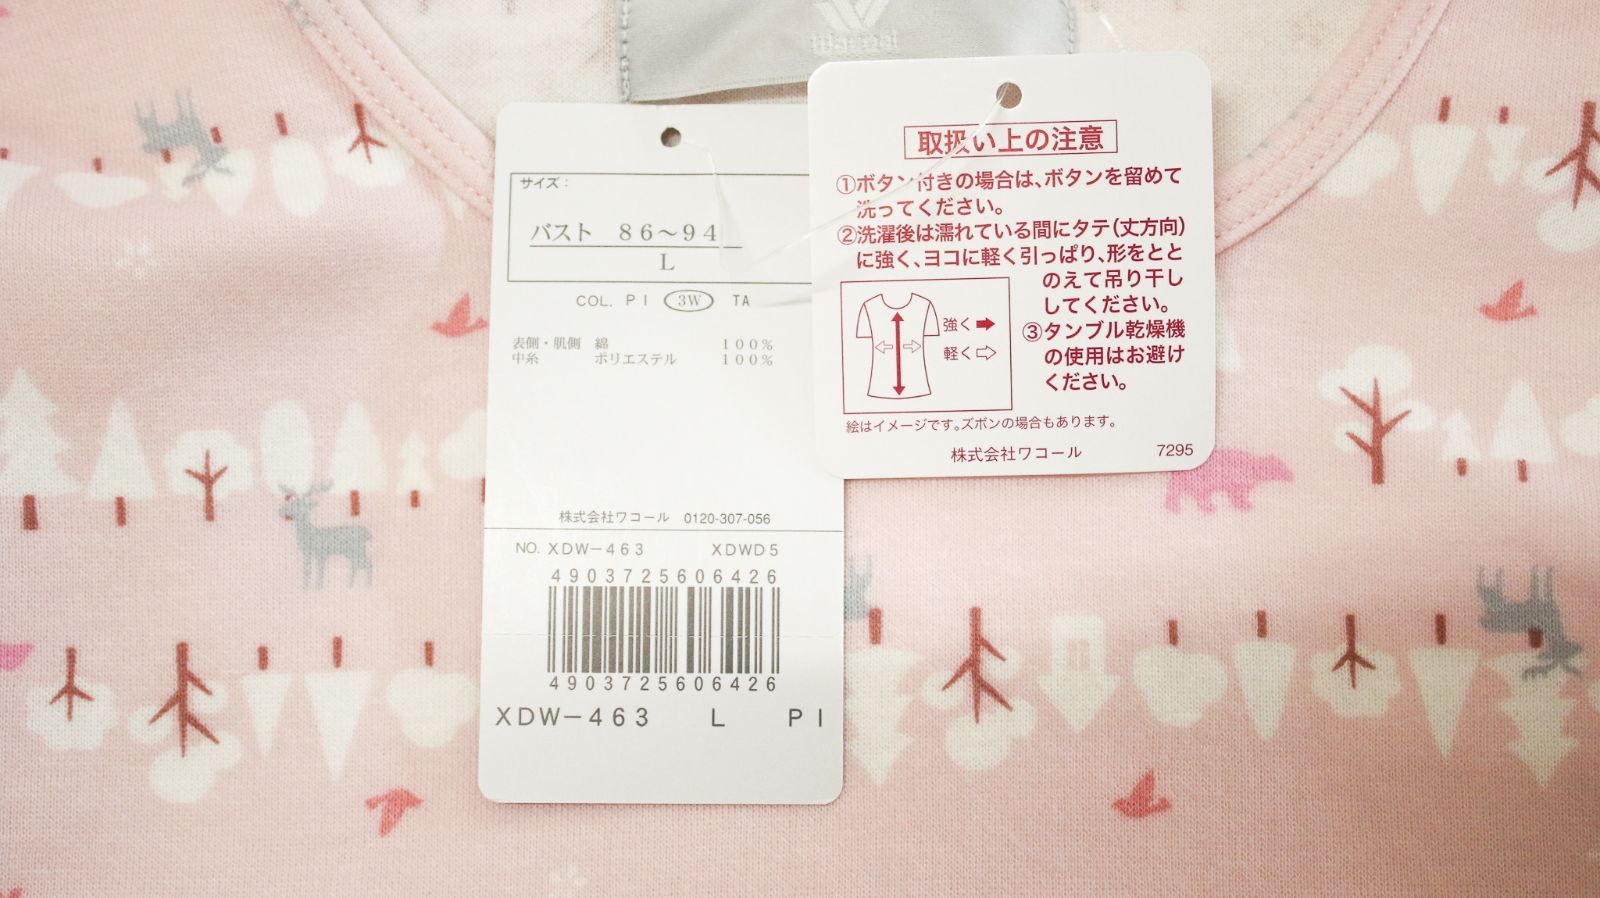 Wacoal
サイズ：
バスト 86～94
L
COL. PI 3W TA
表側・肌側 綿 100%
中糸 ポリエステル 100%
株式会社ワコール 0120-307-056
NO. XDW-463 XDWD5
4903725606426
4903725606426
XDW-463 L PI
取扱い上の注意
①ボタン付きの場合は、ボタンを留めて
洗ってください。
②洗濯後は濡れている間にタテ(丈方向)
に強く、ヨコに軽く引っぱり、形をとと
のえて吊り干し
してください。
③タンブル乾燥機
の使用はお避け
ください。
強く
軽く
絵はイメージです。ズボンの場合もあります。
株式会社ワコール 7295